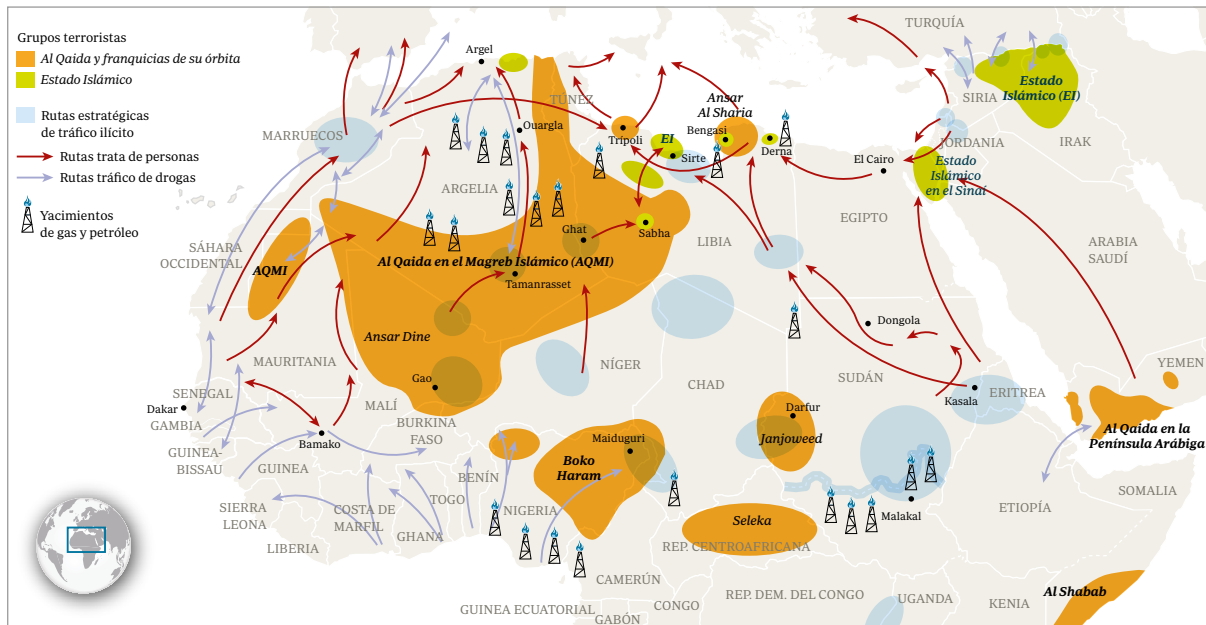 Grupos terroristas
Al Qaida y franquicias de su órbita
Estado Islámico
Rutas estratégicas
de tráfico ilícito
Rutas trata de personas
Rutas tráfico de drogas
Yacimientos
de gas y petróleo
TURQUÍA
Argel
Estado
Islámico (EI)
SIRIA
TÚNEZ
Ansar
Al Sharia
Ouargla
MARRUECOS
Trípoli
EI
Bengasi
Derna
JORDANIA
IRAK
Sirte
El Cairo
Estado
Islámico
en el Sinaí
ARGELIA
EGIPTO
Ghat
Sabha
LIBIA
SÁHARA
OCCIDENTAL
ARABIA
SAUDÍ
AQMI
Al Qaida en el Magreb Islámico (AQMI)
Tamanrasset
Dongola
Ansar Dine
MAURITANIA
NÍGER
YEMEN
Gao
CHAD
SUDÁN
SENEGAL
Kasala
ERITREA
Dakar
MALÍ
Darfur
GAMBIA
BURKINA
FASO
Bamako
Maiduguri
Janjoweed
Al Qaida en la
Península Arábiga
GUINEA-
BISSAU
GUINEA
Boko
Haram
BENÍN
SOMALIA
TOGO
SIERRA
LEONA
COSTA DE
MARFIL
NIGERIA
Malakal
ETIOPÍA
Seleka
GHANA
LIBERIA
REP. CENTROAFRICANA
CAMERÚN
Al Shabab
REP. DEM. DEL CONGO
UGANDA
KENIA
GUINEA ECUATORIAL
CONGO
GABÓN